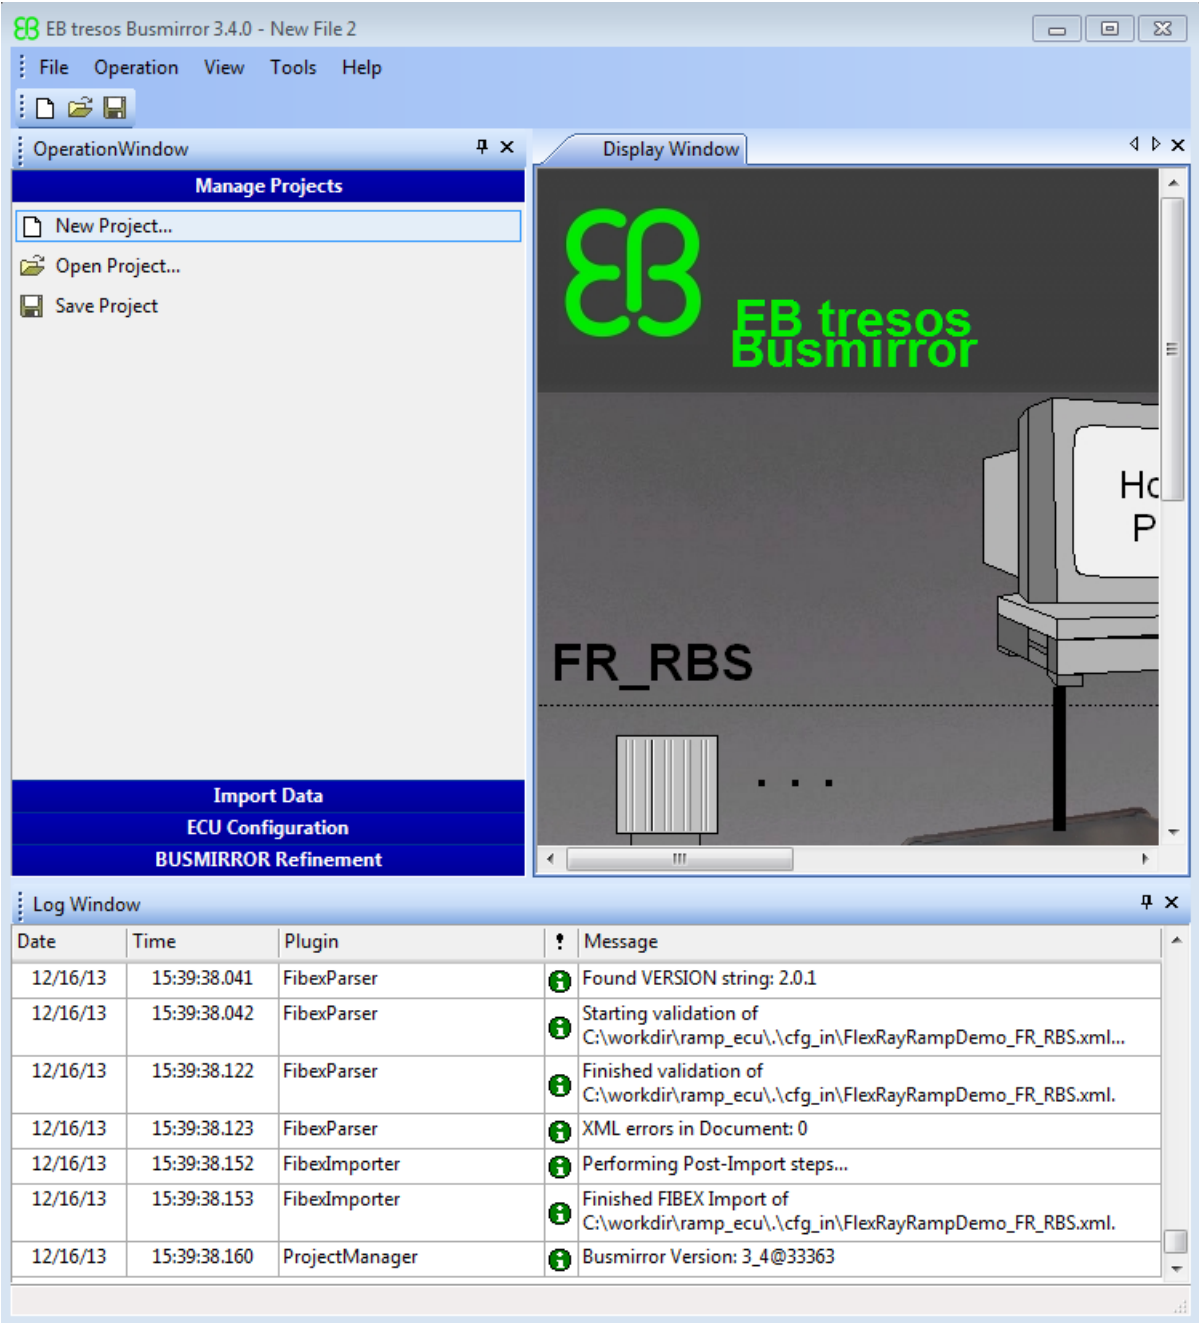 EB tresos Busmirror 3.4.0 - New File 2
File Operation View Tools Help
OperationWindow
Manage Projects
New Project...
Open Project...
Save Project
Import Data
ECU Configuration
BUSMIRROR Refinement
Display Window
EB tresos
Busmirror
FR_RBS
. . .
Log Window
Date Time Plugin ! Message
12/16/13 15:39:38.041 FibexParser Found VERSION string: 2.0.1
12/16/13 15:39:38.042 FibexParser Starting validation of
C:\workdir\ramp_ecu\.\cfg_in\FlexRayRampDemo_FR_RBS.xml...
12/16/13 15:39:38.122 FibexParser Finished validation of
C:\workdir\ramp_ecu\.\cfg_in\FlexRayRampDemo_FR_RBS.xml.
12/16/13 15:39:38.123 FibexParser XML errors in Document: 0
12/16/13 15:39:38.152 FibexImporter Performing Post-Import steps...
12/16/13 15:39:38.153 FibexImporter Finished FIBEX Import of
C:\workdir\ramp_ecu\.\cfg_in\FlexRayRampDemo_FR_RBS.xml.
12/16/13 15:39:38.160 ProjectManager Busmirror Version: 3_4@33363